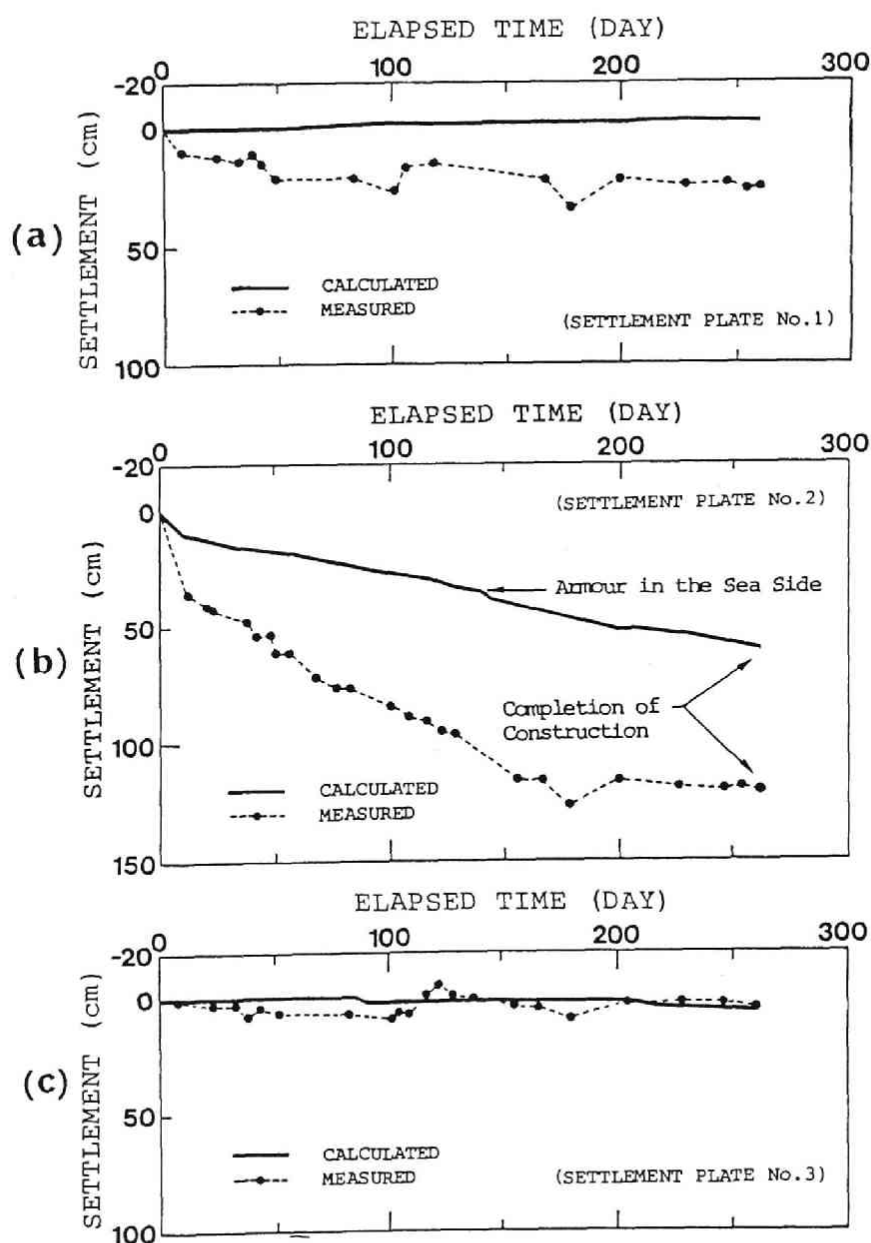 ELAPSED TIME (DAY)
0 100 200 300
-20
0
50
100
SETTLEMENT (cm)
(a)
CALCULATED
MEASURED
(SETTLEMENT PLATE No.1)
ELAPSED TIME (DAY)
0 100 200 300
-20
0
50
100
150
SETTLEMENT (cm)
(b)
(SETTLEMENT PLATE No.2)
Armour in the Sea Side
Completion of
Construction
CALCULATED
MEASURED
ELAPSED TIME (DAY)
0 100 200 300
-20
0
50
100
SETTLEMENT (cm)
(c)
CALCULATED
MEASURED
(SETTLEMENT PLATE No.3)